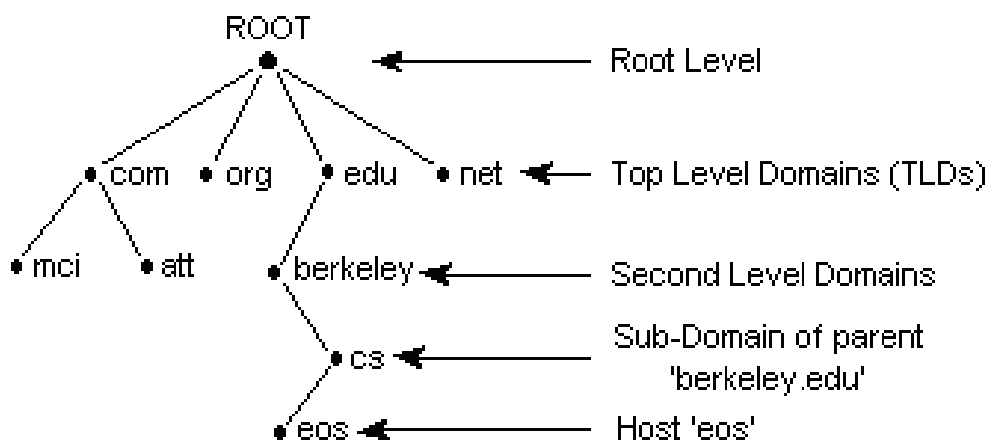 ROOT
Root Level
com org edu net Top Level Domains (TLDs)
mci att berkeley Second Level Domains
Sub-Domain of parent
cs
'berkeley.edu'
eos Host 'eos'